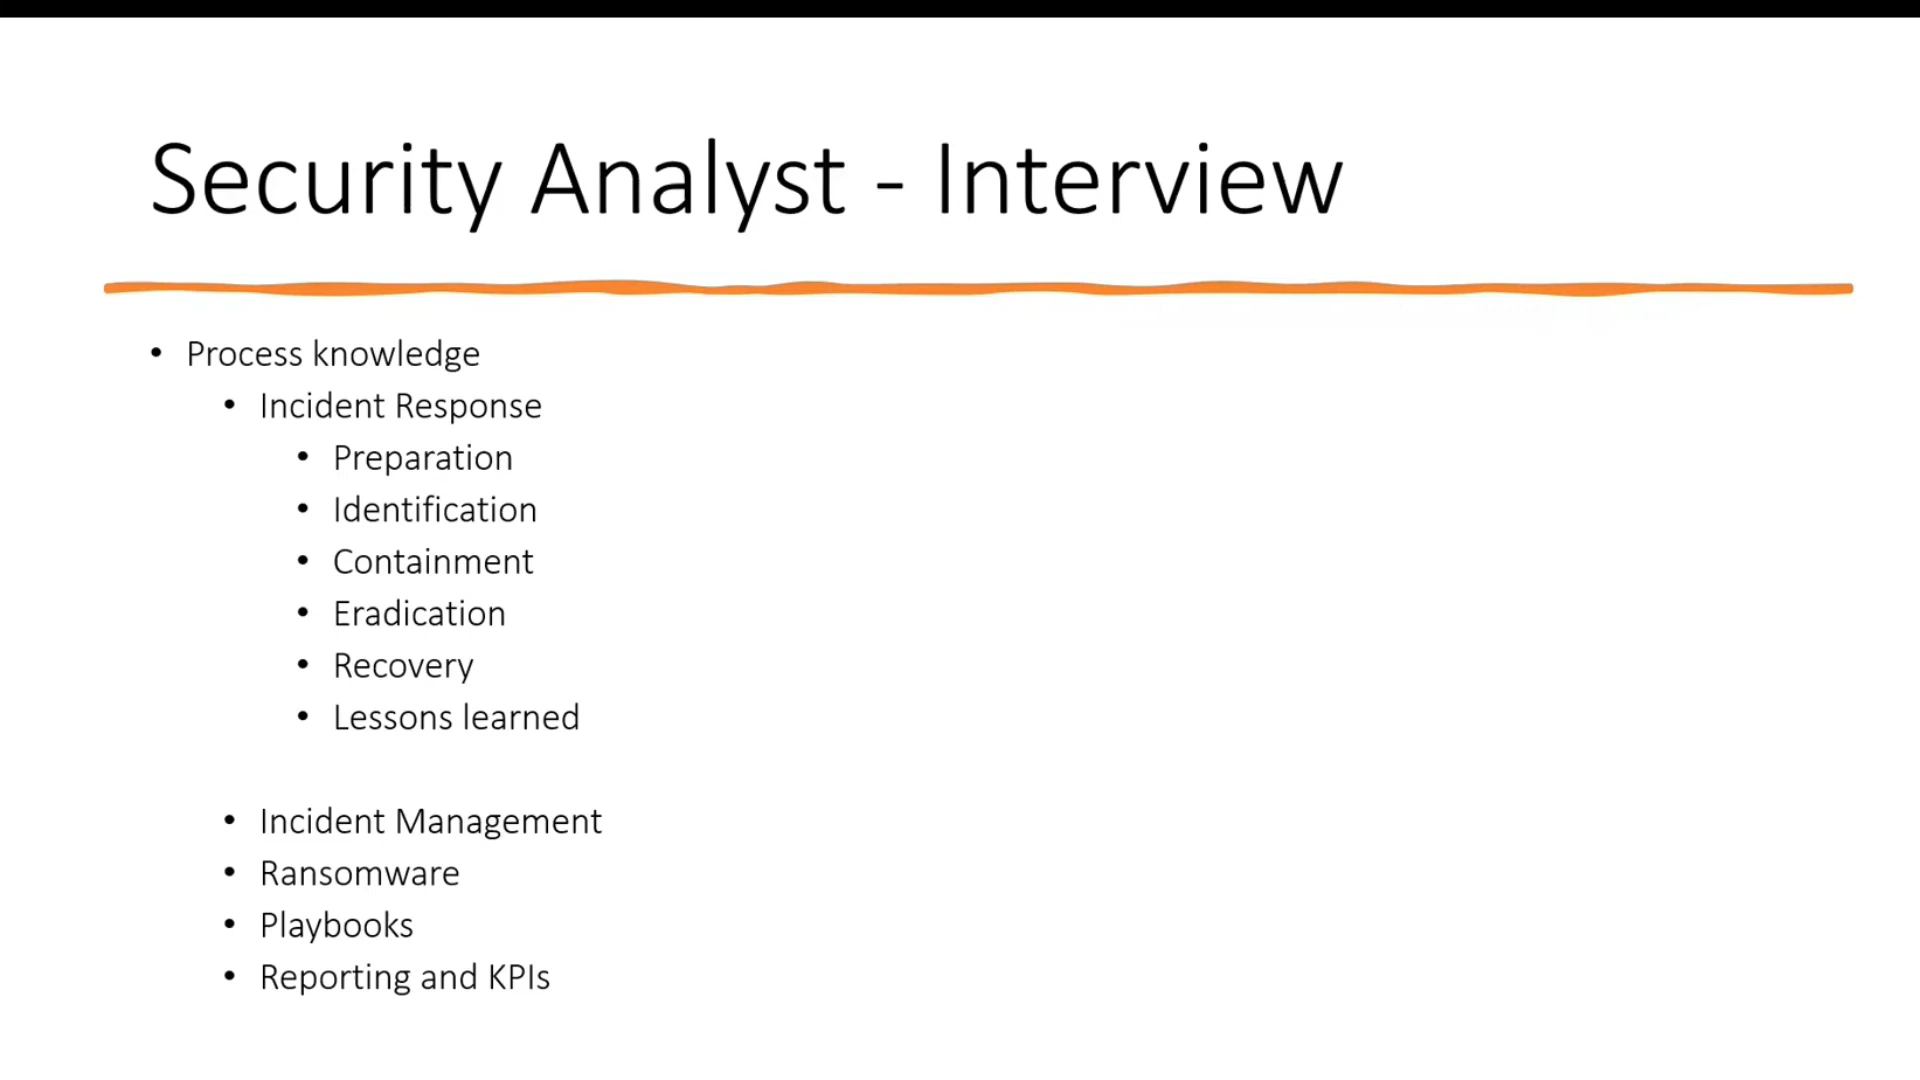 Security Analyst - Interview
• Process knowledge
• Incident Response
• Preparation
• Identification
• Containment
• Eradication
• Recovery
• Lessons learned
• Incident Management
• Ransomware
• Playbooks
• Reporting and KPIs